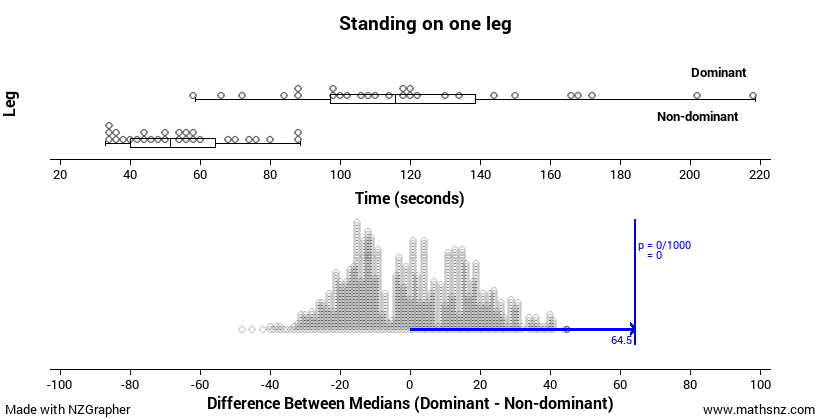 Standing on one leg
Leg
Dominant
Non-dominant
20 40 60 80 100 120 140 160 180 200 220
Time (seconds)
p = 0/1000
= 0
64.5
-100 -80 -60 -40 -20 0 20 40 60 80 100
Difference Between Medians (Dominant - Non-dominant)
Made with NZGrapher
www.mathsnz.com